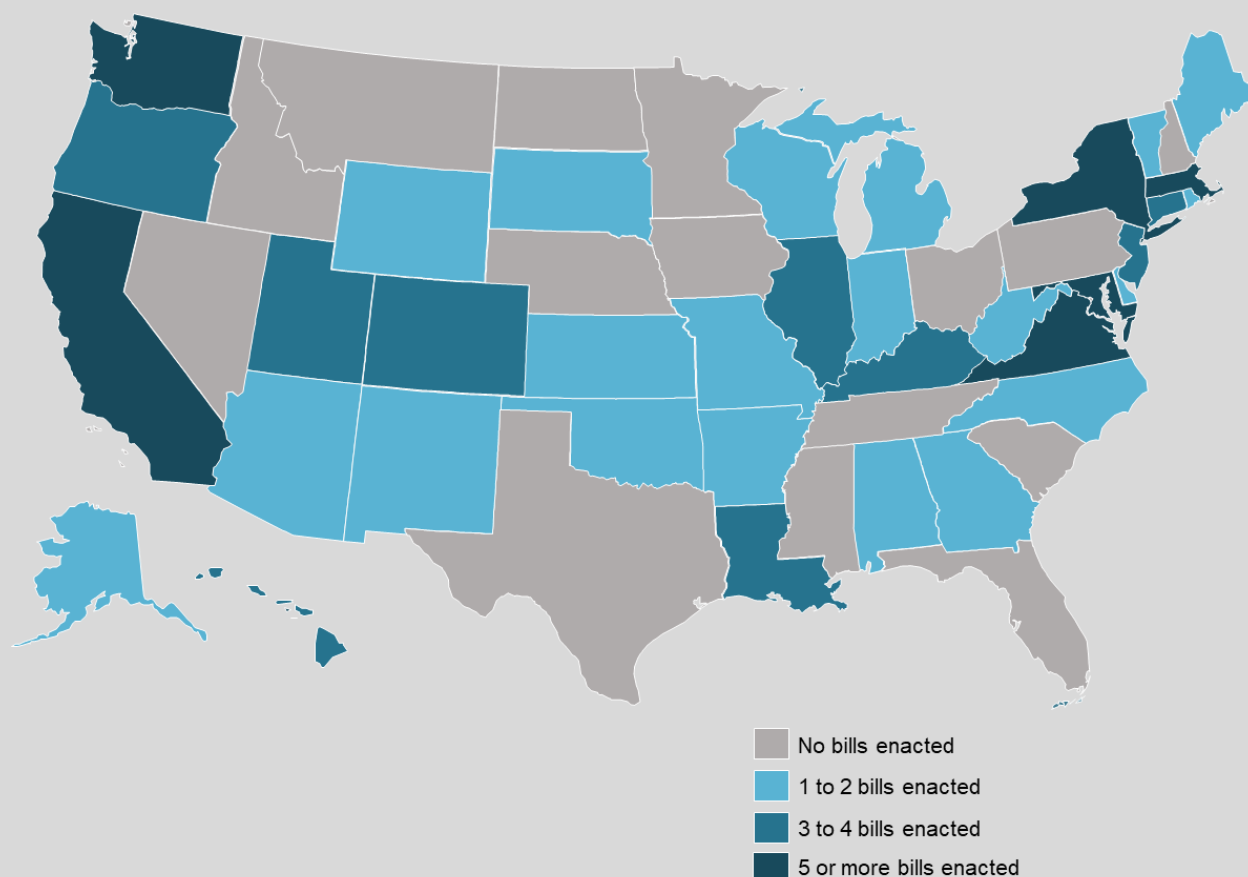 No bills enacted
1 to 2 bills enacted
3 to 4 bills enacted
5 or more bills enacted